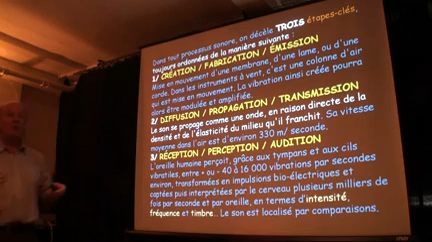 Dans tout processus sonore, on décèle TROIS étapes-clés,
toujours ordonnées de la manière suivante :
1/ CRÉATION / FABRICATION / ÉMISSION
Mise en mouvement d'une membrane, d'une lame, ou d'une
corde. Dans les instruments à vent, c'est une colonne d'air
qui est mise en mouvement. La vibration ainsi créée pourra
alors être modulée et amplifiée.
2/ DIFFUSION / PROPAGATION / TRANSMISSION
Le son se propage comme une onde, en raison directe de la
densité et de l'élasticité du milieu qu'il franchit. Sa vitesse
moyenne dans l'air est d'environ 330 m/ seconde.
3/ RÉCEPTION / PERCEPTION / AUDITION
L'oreille humaine perçoit, grâce aux tympans et aux cils
vibratiles, entre + ou - 40 à 16 000 vibrations par secondes
environ, transformées en impulsions bio-électriques et
captées puis interprétées par le cerveau plusieurs milliers de
fois par seconde et par oreille, en termes d'intensité,
fréquence et timbre.. Le son est localisé par comparaisons.